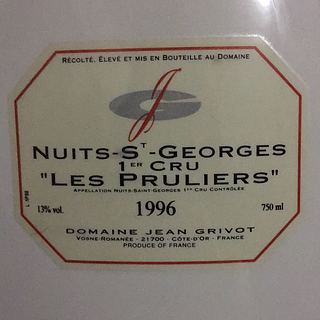 RÉCOLTÉ, ÉLEVÉ ET MIS EN BOUTEILLE AU DOMAINE
NUITS-ST-GEORGES
1ER CRU
"LES PRULIERS"
APPELLATION NUITS-SAINT-GEORGES 1ER CRU CONTRÔLÉE
13% vol.
1996
750 ml
DOMAINE JEAN GRIVOT
VOSNE-ROMANÉE - 21700 - CÔTE-D'OR - FRANCE
PRODUCE OF FRANCE